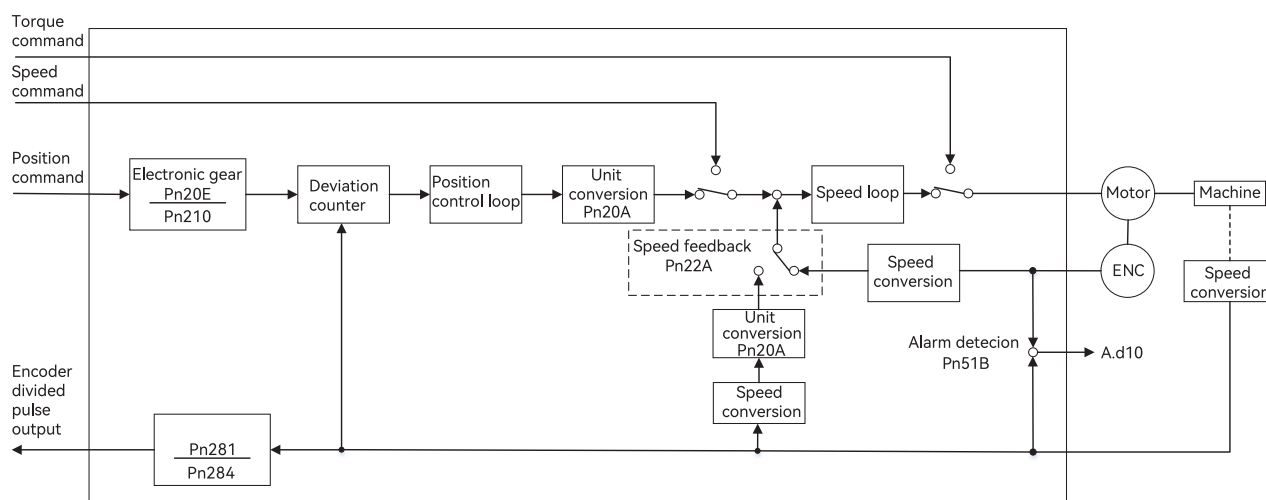 Torque
command
Speed
command
Position
command
Electronic gear
Pn20E
Pn210
Deviation
counter
Position
control loop
Unit
conversion
Pn20A
Speed loop
Motor
Machine
Speed feedback
Pn22A
Speed
conversion
ENC
Speed
conversion
Unit
conversion
Pn20A
Alarm detecion
Pn51B
A.d10
Speed
conversion
Encoder
divided
pulse
output
Pn281
Pn284